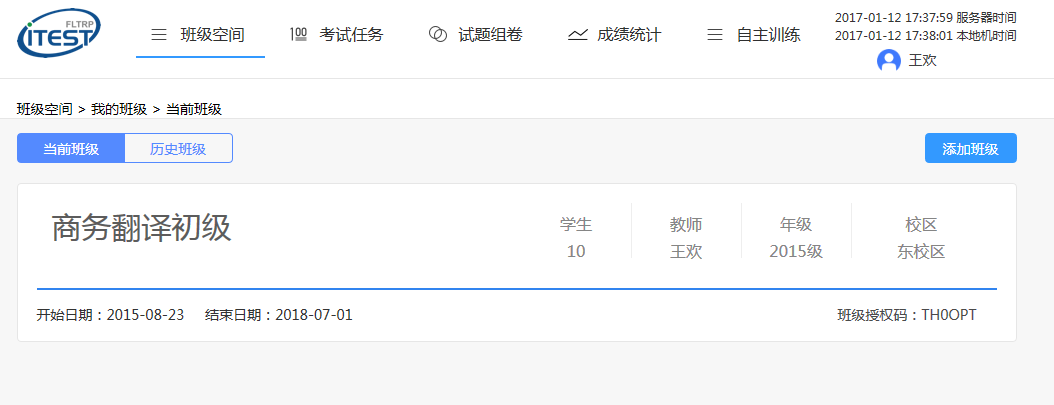 FLTRP
iTEST
班级空间
考试任务
试题组卷
成绩统计
自主训练
2017-01-12 17:37:59 服务器时间
2017-01-12 17:38:01 本地机时间
王欢
班级空间 > 我的班级 > 当前班级
当前班级 历史班级
添加班级
商务翻译初级
学生 教师 年级 校区
10 王欢 2015级 东校区
开始日期：2015-08-23 结束日期：2018-07-01 班级授权码：TH0OPT